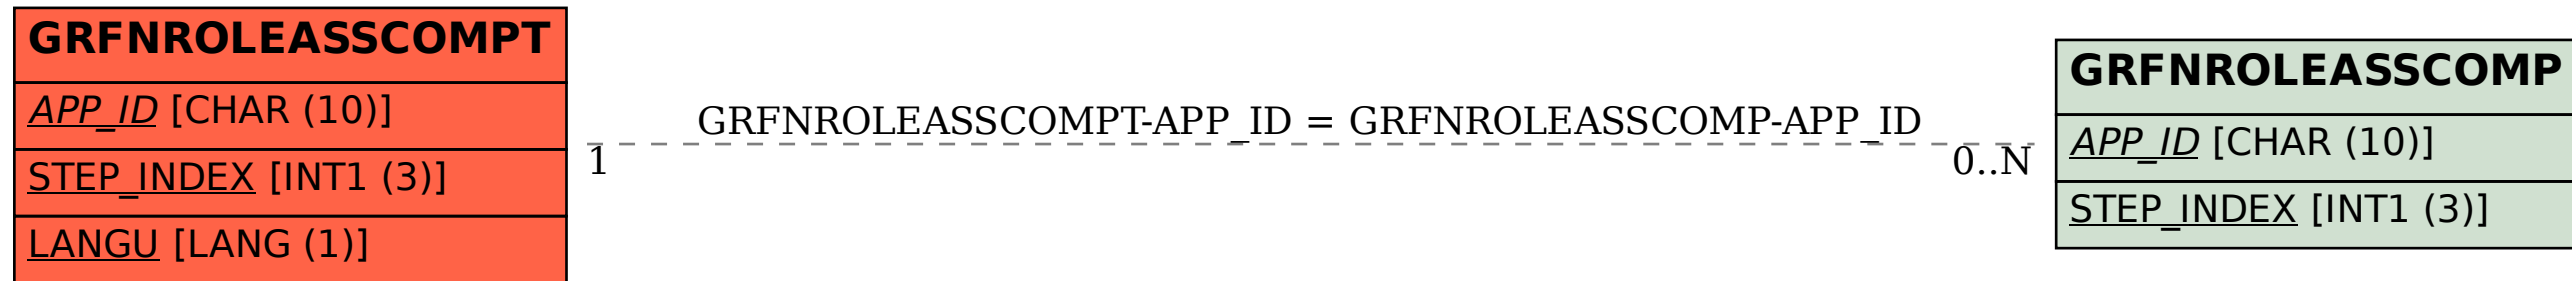 GRFNROLEASSCOMPT
APP_ID [CHAR (10)]
STEP_INDEX [INT1 (3)]
LANGU [LANG (1)]
GRFNROLEASSCOMPT-APP_ID = GRFNROLEASSCOMP-APP_ID
1
0..N
GRFNROLEASSCOMP
APP_ID [CHAR (10)]
STEP_INDEX [INT1 (3)]